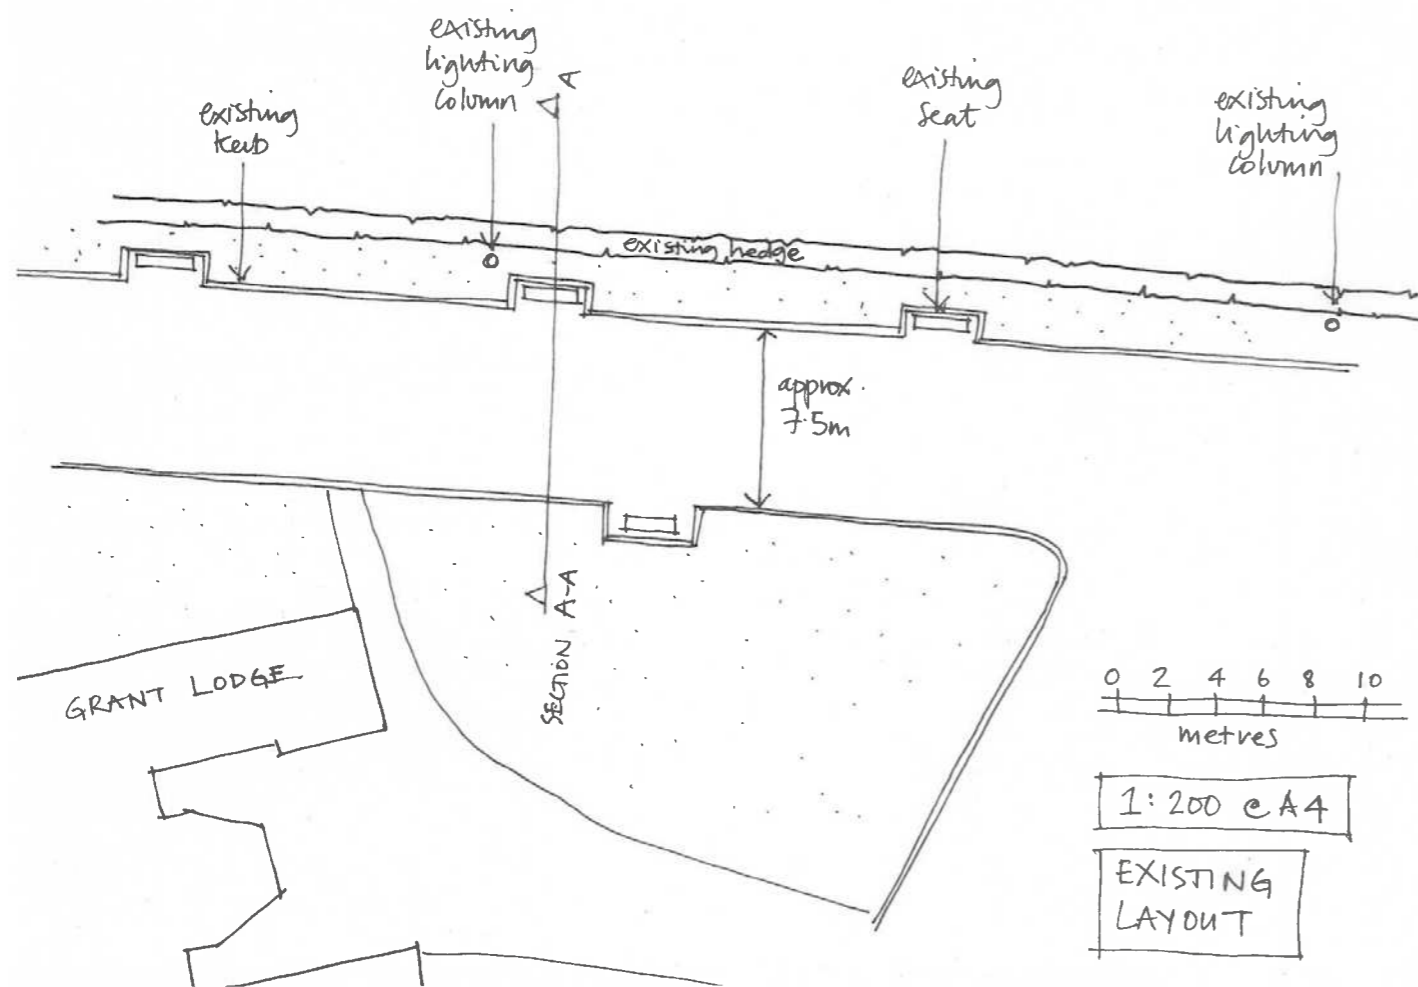 existing
lighting
column
A
existing
kerb
existing
seat
existing
lighting
column
existing hedge
approx.
7.5m
SECTION A-A
GRANT LODGE
0 2 4 6 8 10
metres
1:200 @ A4
EXISTING
LAYOUT